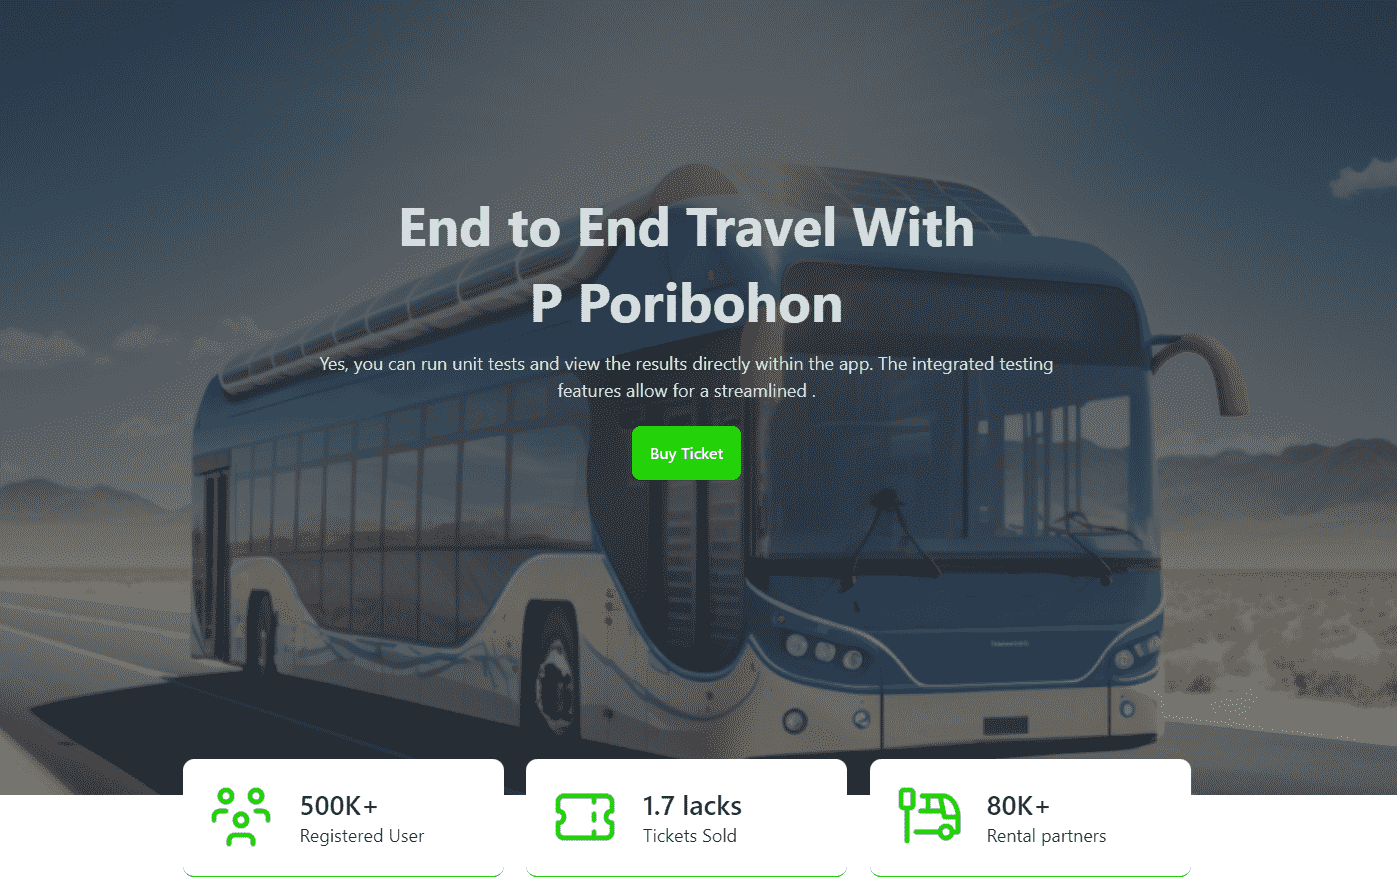 End to End Travel With
P Poribohon
Yes, you can run unit tests and view the results directly within the app. The integrated testing
features allow for a streamlined .
Buy Ticket
500K+
Registered User
1.7 lacks
Tickets Sold
80K+
Rental partners